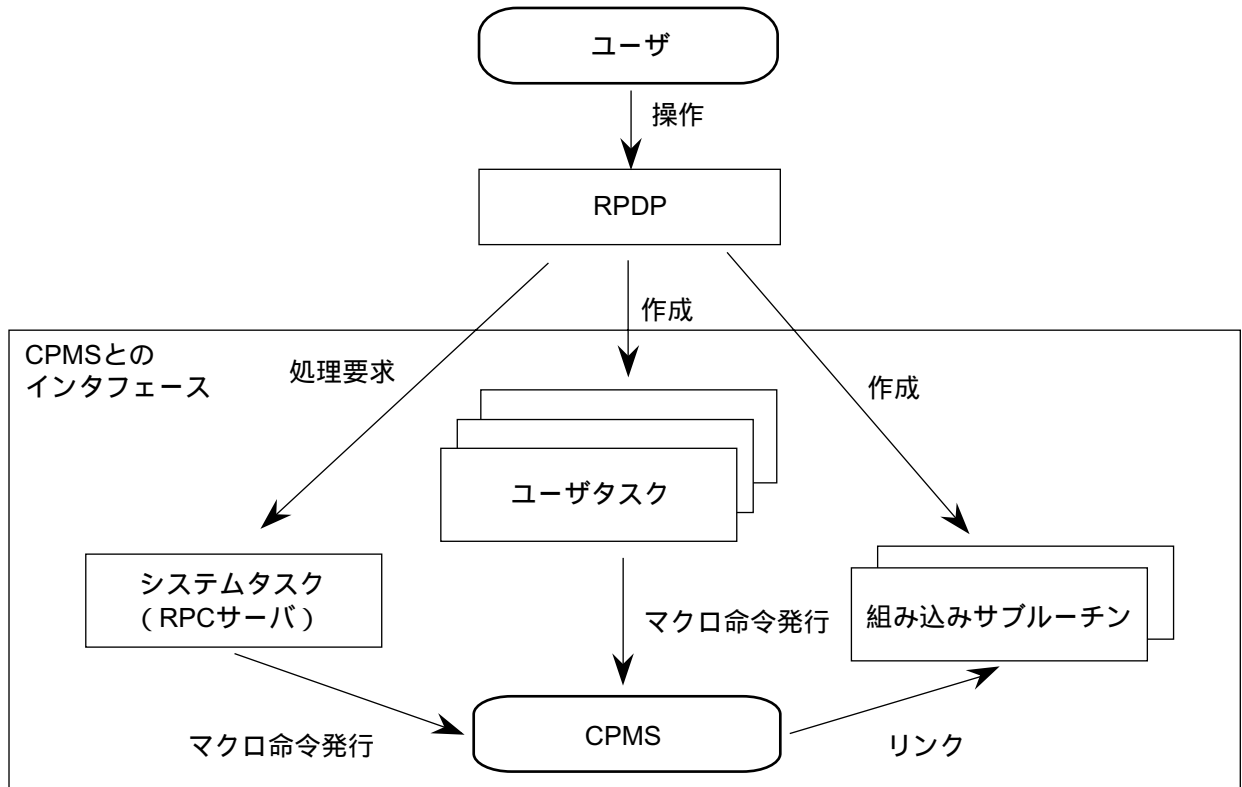 ユーザ
操作
RPDP
作成
CPMSとの
インタフェース
処理要求
作成
ユーザタスク
システムタスク
(RPCサーバ)
マクロ命令発行
組み込みサブルーチン
CPMS
マクロ命令発行
リンク